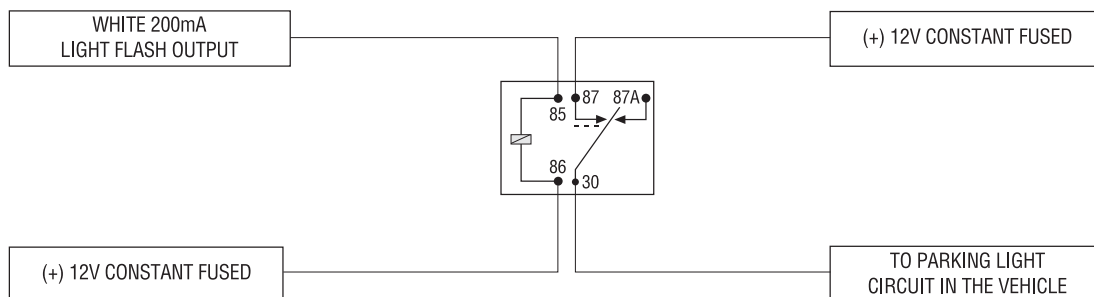 WHITE 200mA
LIGHT FLASH OUTPUT
(+) 12V CONSTANT FUSED
87 87A
85
86
30
(+) 12V CONSTANT FUSED
TO PARKING LIGHT
CIRCUIT IN THE VEHICLE